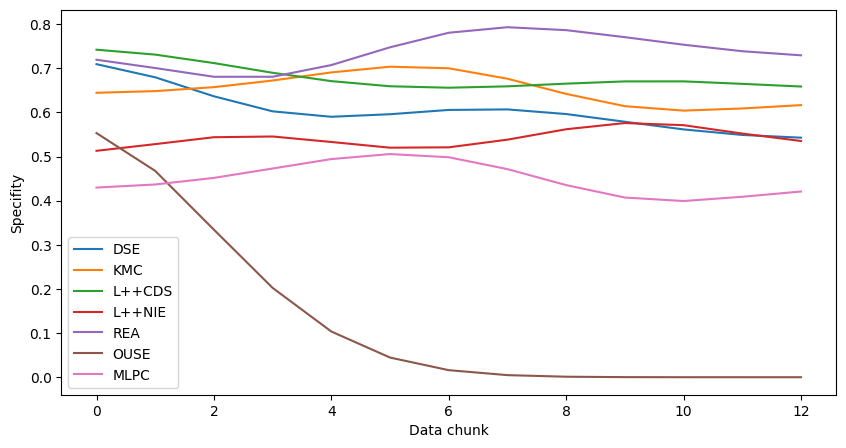 Specifity
0.8
0.7
0.6
0.5
0.4
0.3
0.2
0.1
0.0
DSE
KMC
L++CDS
L++NIE
REA
OUSE
MLPC
0 2 4 6 8 10 12
Data chunk